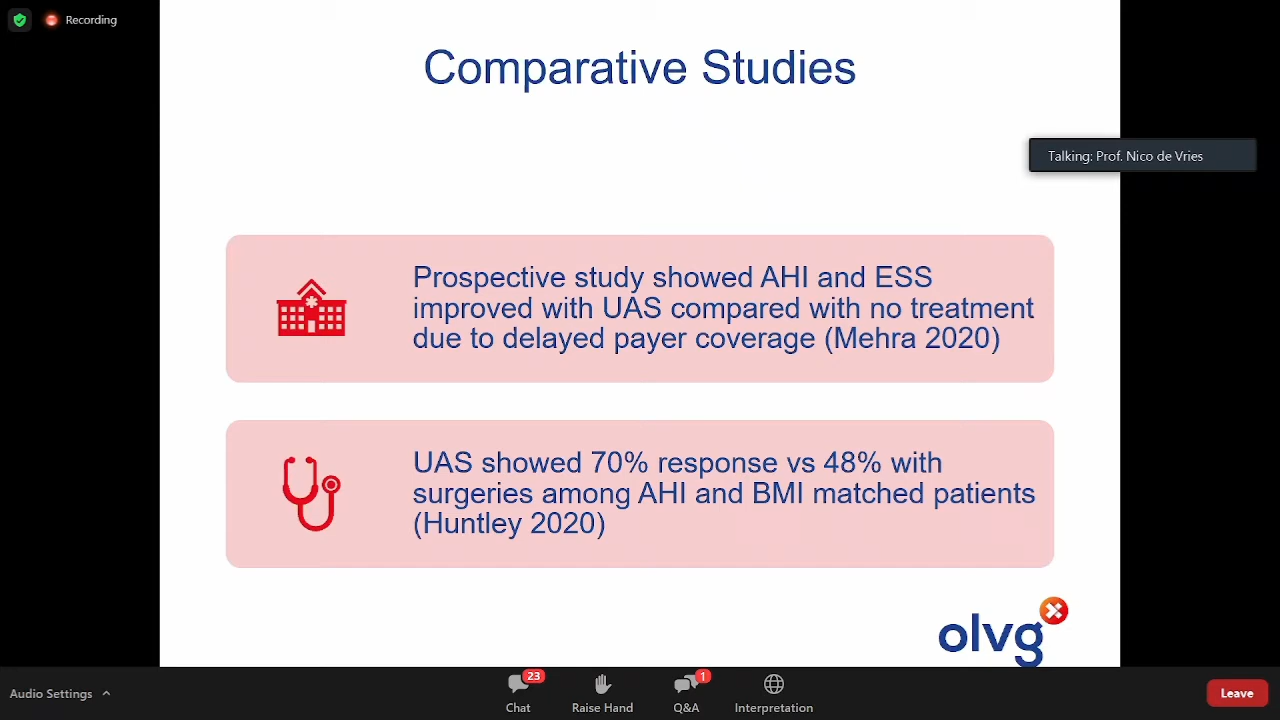 Recording
Comparative Studies
Talking: Prof. Nico de Vries
Prospective study showed AHI and ESS
improved with UAS compared with no treatment
due to delayed payer coverage (Mehra 2020)
UAS showed 70% response vs 48% with
surgeries among AHI and BMI matched patients
(Huntley 2020)
olvg
Audio Settings
23
Chat
Raise Hand
1
Q&A
Interpretation
Leave